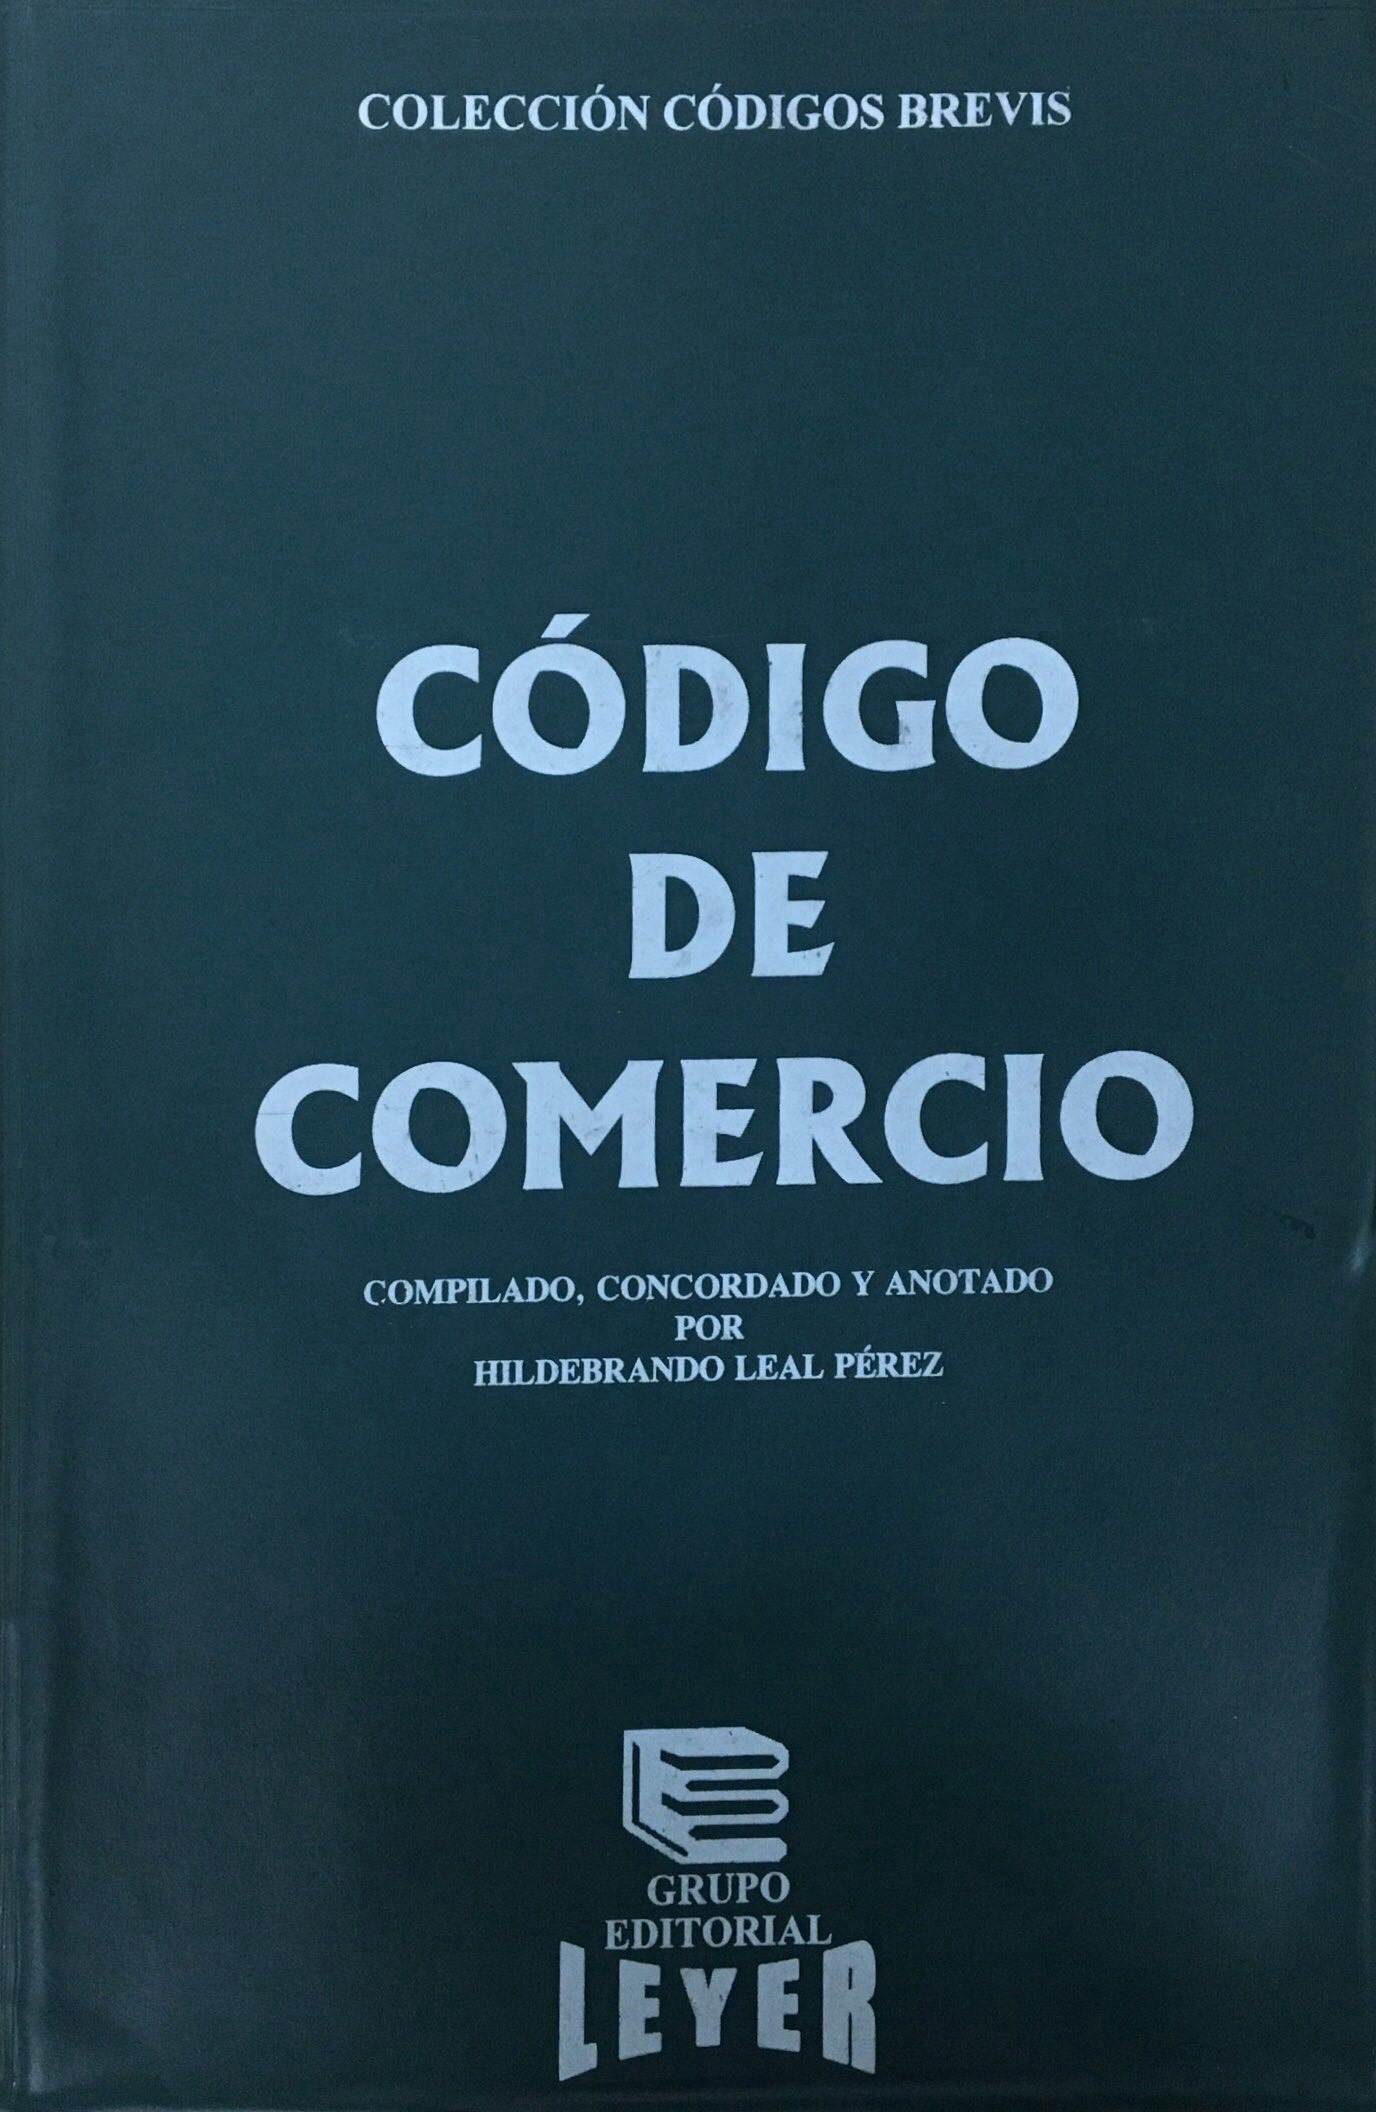 COLECCIÓN CÓDIGOS BREVIS
CÓDIGO
DE
COMERCIO
COMPILADO, CONCORDADO Y ANOTADO
POR
HILDEBRANDO LEAL PÉREZ
GRUPO
EDITORIAL
LEYER